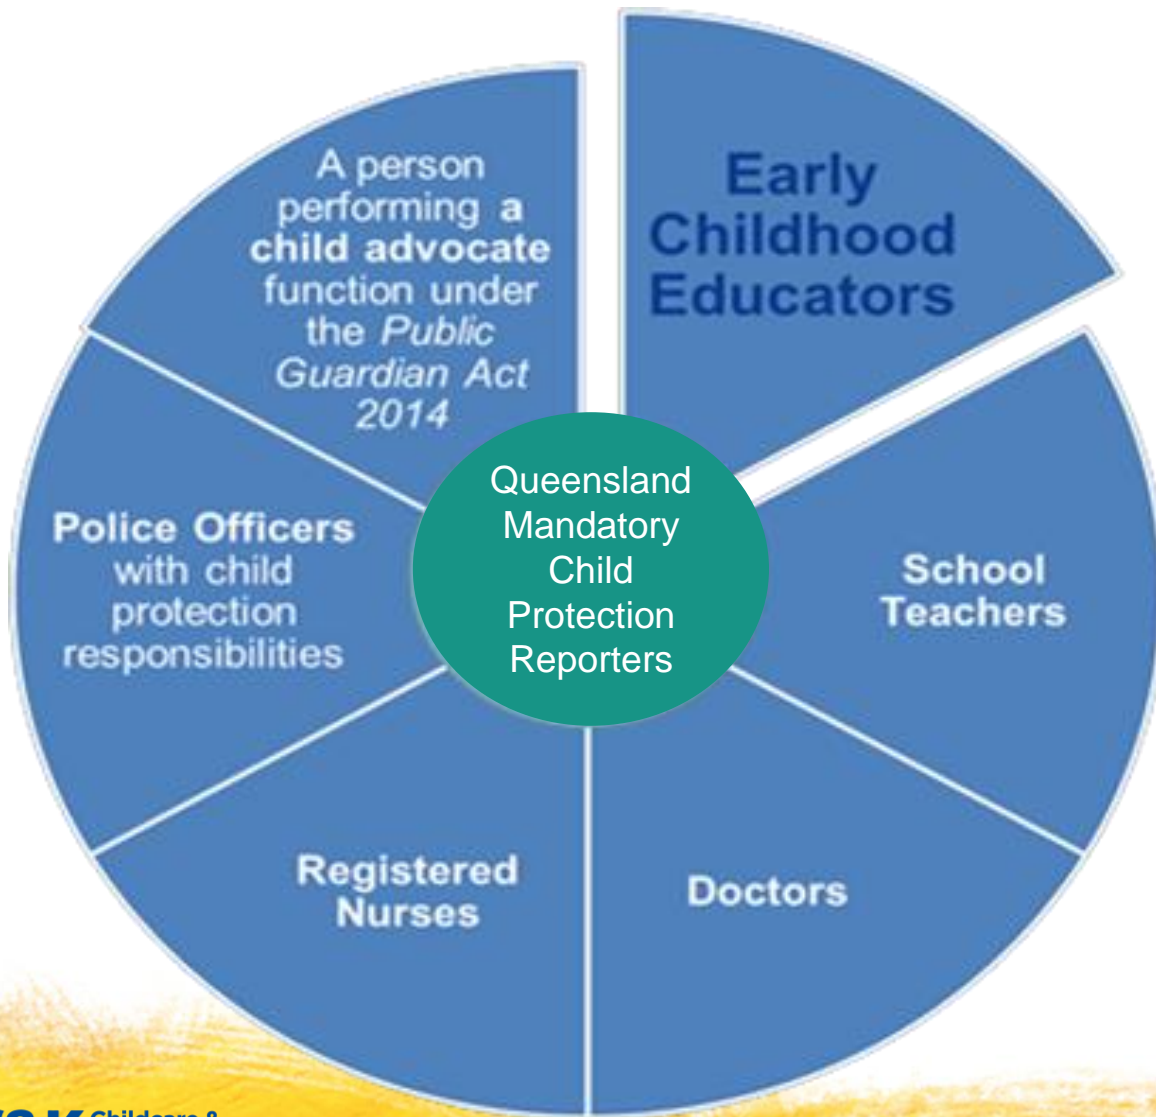 A person
performing a
child advocate
function under
the Public
Guardian Act
2014
Early
Childhood
Educators
Queensland
Mandatory
Child
Protection
Reporters
Police Officers
with child
protection
responsibilities
School
Teachers
Registered
Nurses
Doctors
Childcare &